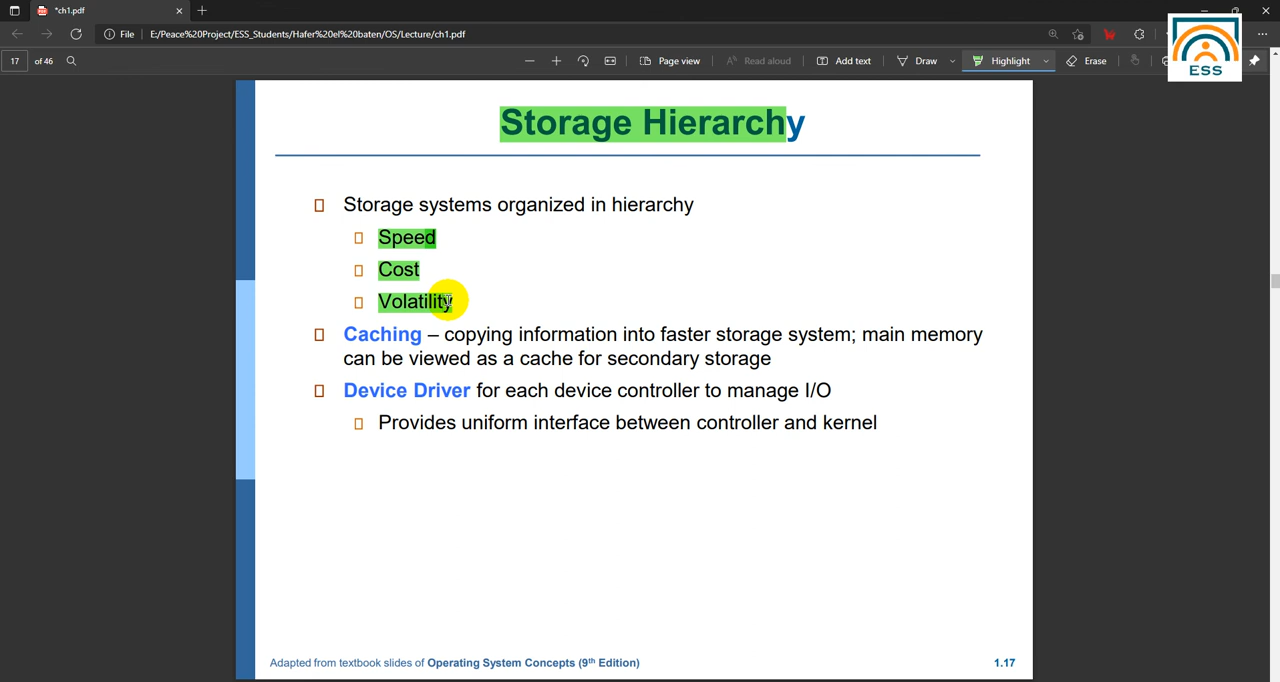 *ch1.pdf
File E:/Peace%20Project/ESS_Students/Hafer%20el%20baten/OS/Lecture/ch1.pdf
ESS
17 of 46 Page view Read aloud Add text Draw Highlight Erase
Storage Hierarchy
Storage systems organized in hierarchy
Speed
Cost
Volatility
Caching – copying information into faster storage system; main memory
can be viewed as a cache for secondary storage
Device Driver for each device controller to manage I/O
Provides uniform interface between controller and kernel
Adapted from textbook slides of Operating System Concepts (9th Edition) 1.17